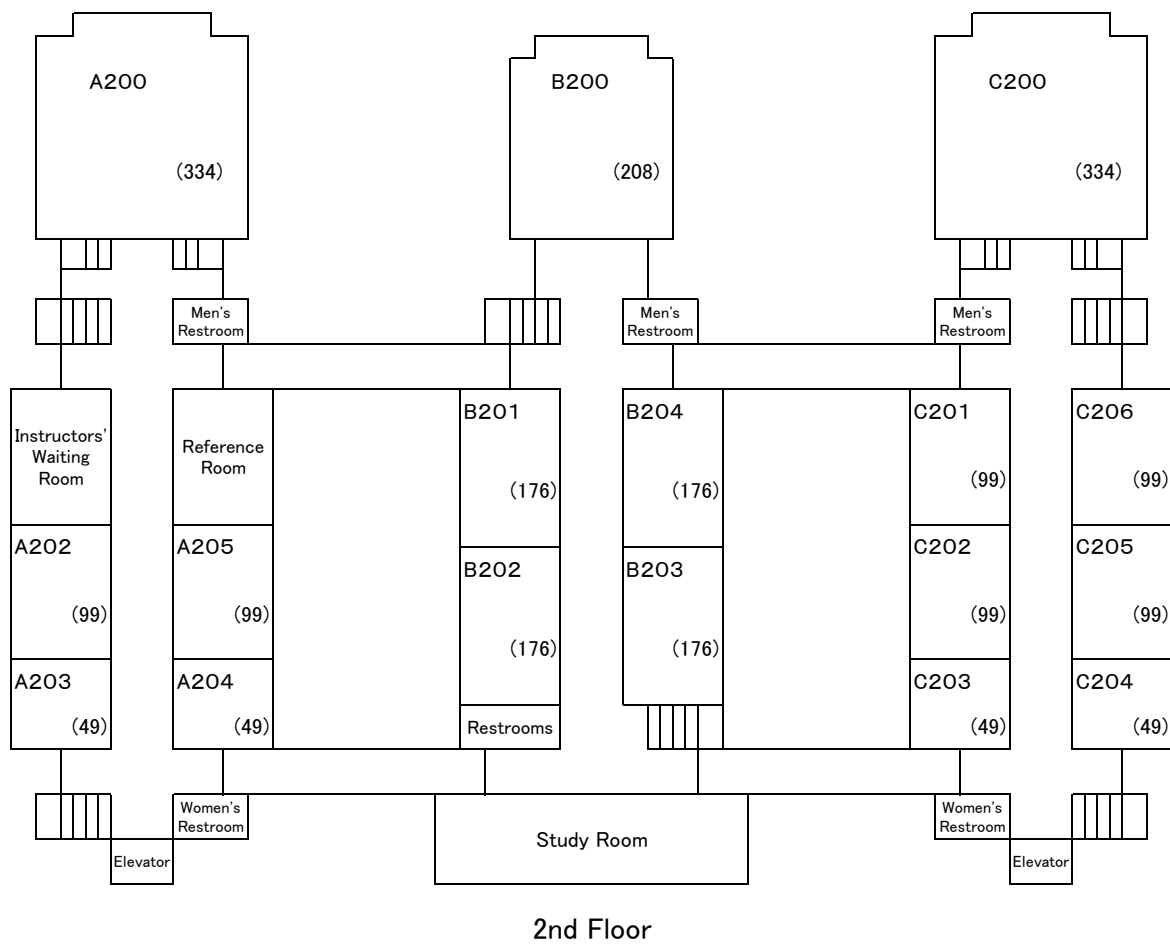 A200
B200
C200
(334)
(208)
(334)
Men's
Restroom
Men's
Restroom
Men's
Restroom
Instructors'
Waiting
Room
Reference
Room
B201
(176)
B204
(176)
C201
(99)
C206
(99)
A202
(99)
A205
(99)
B202
(176)
B203
(176)
C202
(99)
C205
(99)
A203
(49)
A204
(49)
Restrooms
C203
(49)
C204
(49)
Women's
Restroom
Study Room
Women's
Restroom
Elevator
Elevator
2nd Floor